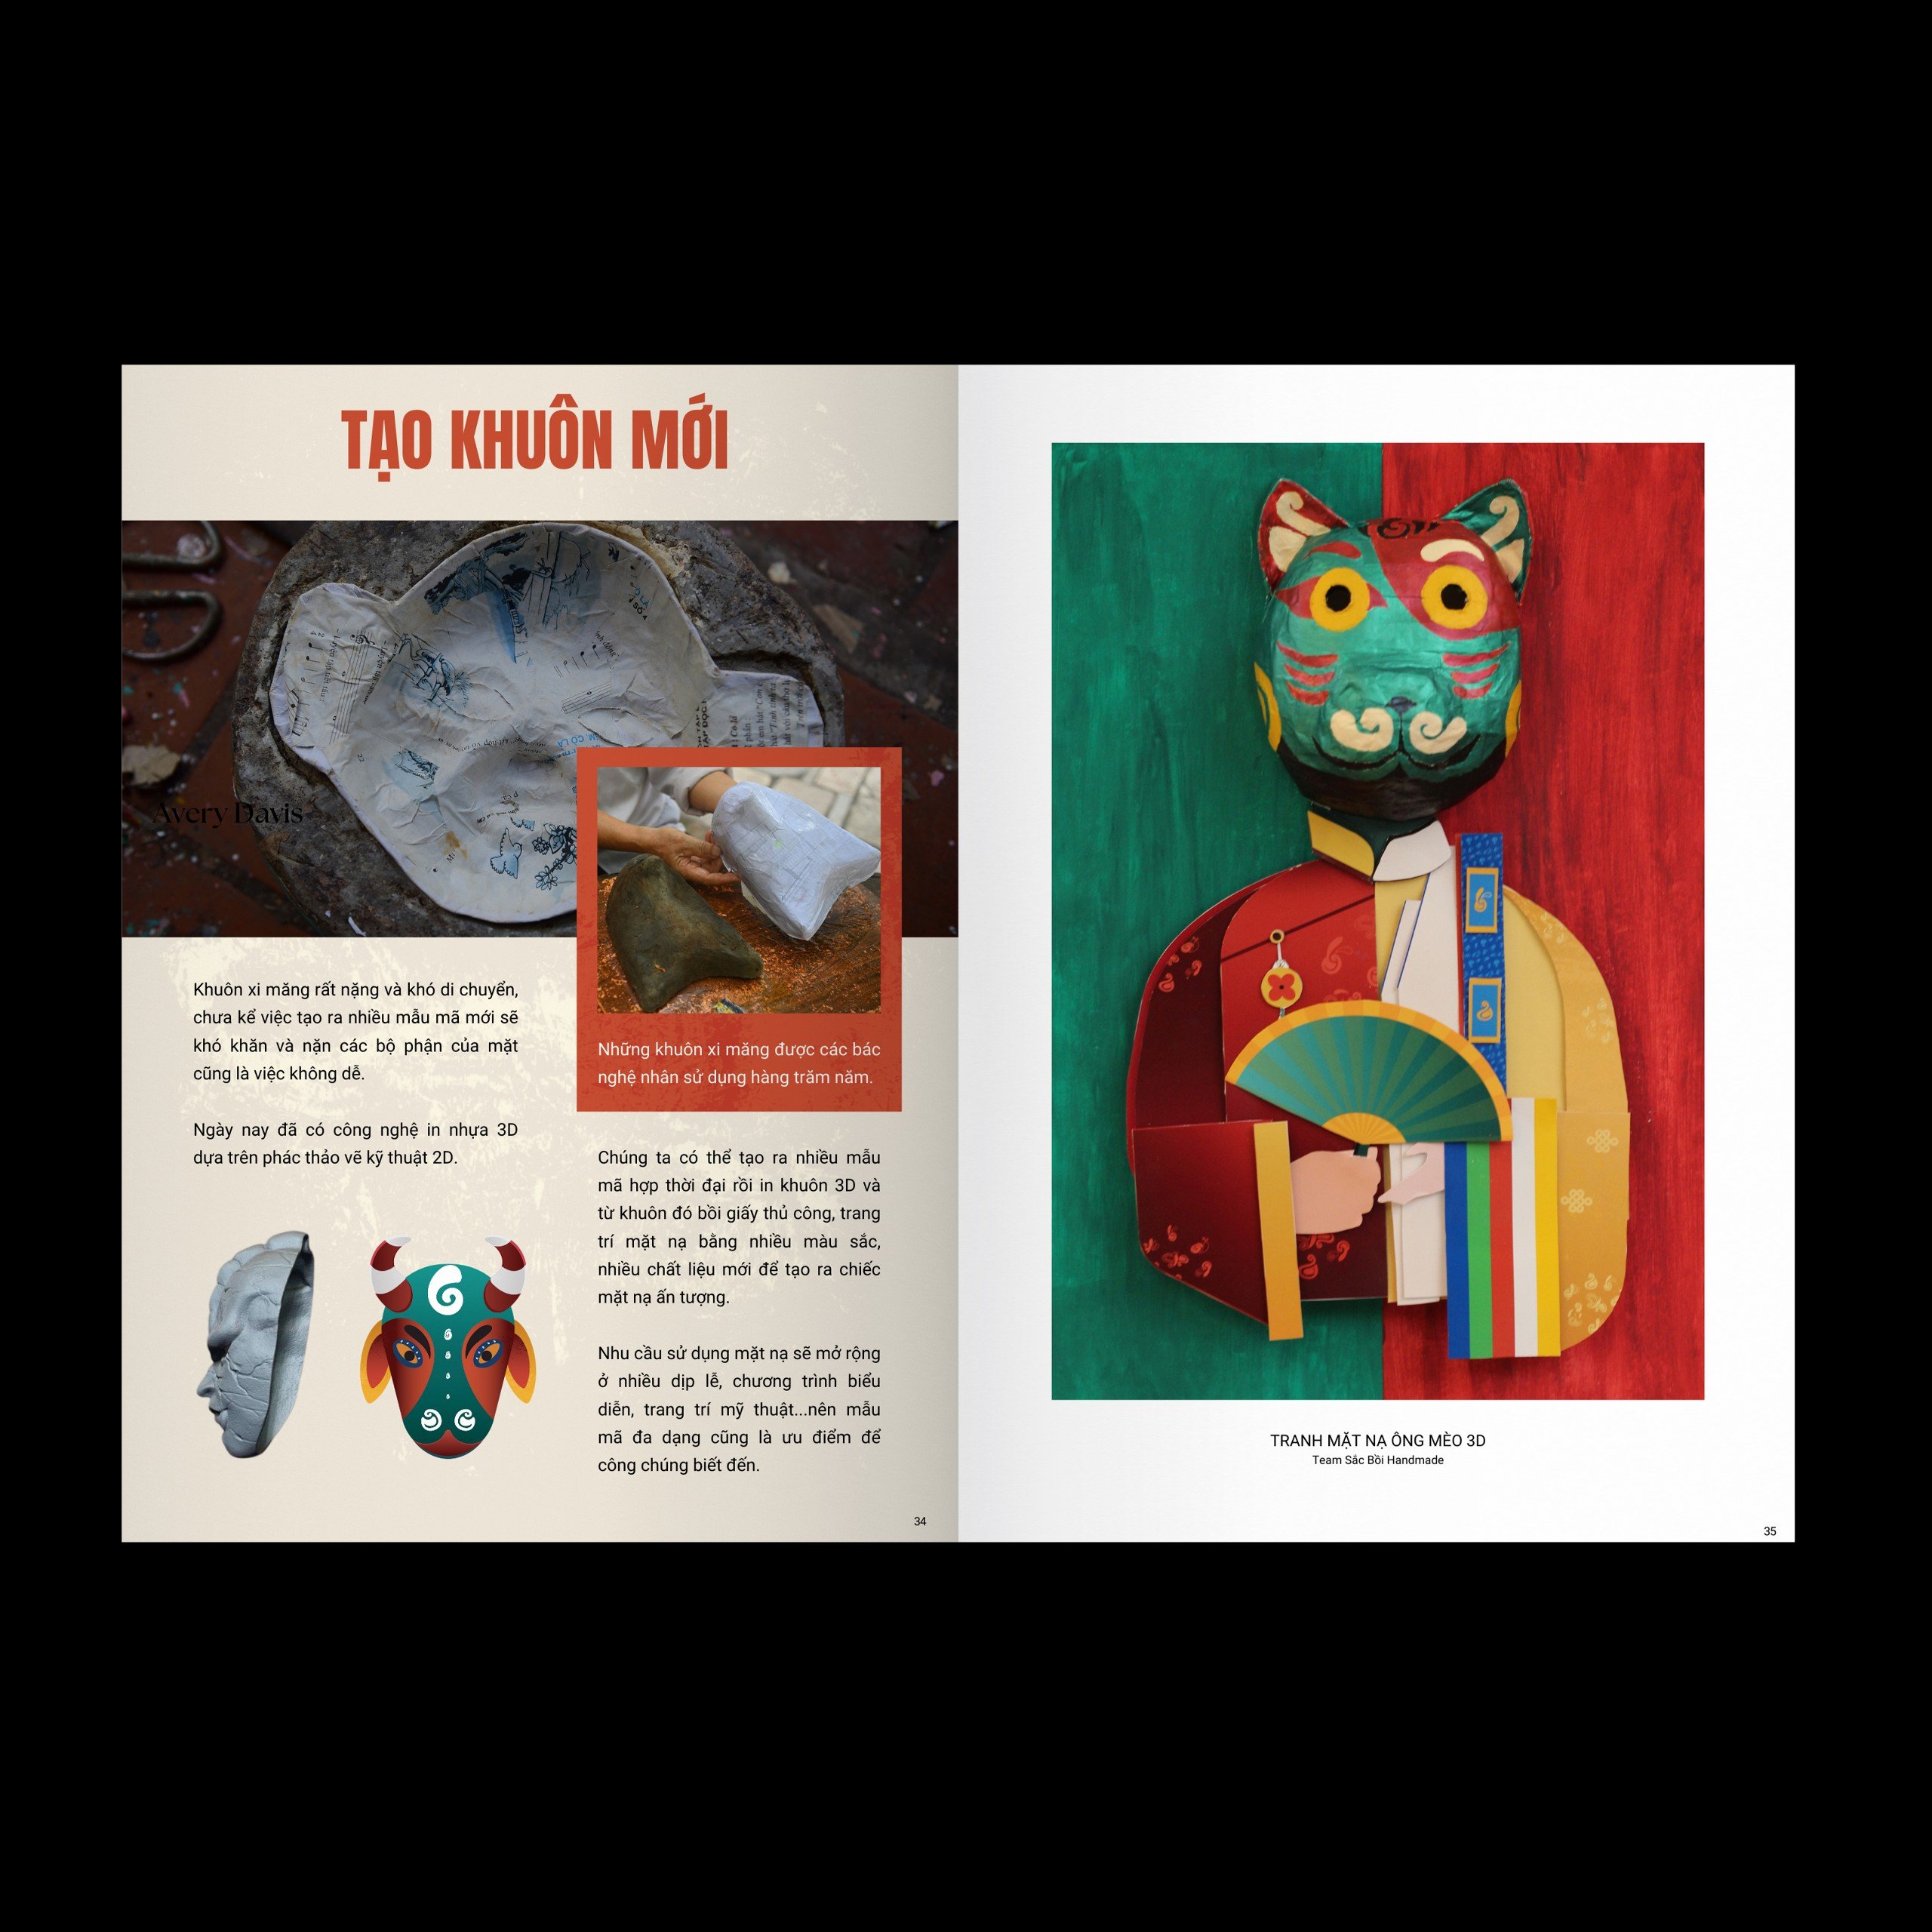 TẠO KHUÔN MỚI
Avery Davis
Khuôn xi măng rất nặng và khó di chuyển,
chưa kể việc tạo ra nhiều mẫu mã mới sẽ
khó khăn và nặn các bộ phận của mặt
cũng là việc không dễ.
Ngày nay đã có công nghệ in nhựa 3D
dựa trên phác thảo vẽ kỹ thuật 2D.
Những khuôn xi măng được các bác
nghệ nhân sử dụng hàng trăm năm.
Chúng ta có thể tạo ra nhiều mẫu
mã hợp thời đại rồi in khuôn 3D và
từ khuôn đó bồi giấy thủ công, trang
trí mặt nạ bằng nhiều màu sắc,
nhiều chất liệu mới để tạo ra chiếc
mặt nạ ấn tượng.
Nhu cầu sử dụng mặt nạ sẽ mở rộng
ở nhiều dịp lễ, chương trình biểu
diễn, trang trí mỹ thuật...nên mẫu
mã đa dạng cũng là ưu điểm để
công chúng biết đến.
34
TRANH MẶT NẠ ÔNG MÈO 3D
Team Sắc Bồi Handmade
35